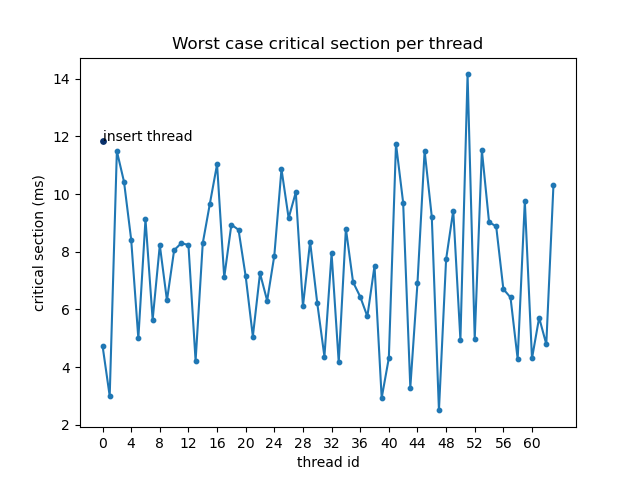 Worst case critical section per thread
14
12
10
8
6
4
2
critical section (ms)
insert thread
0 4 8 12 16 20 24 28 32 36 40 44 48 52 56 60
thread id